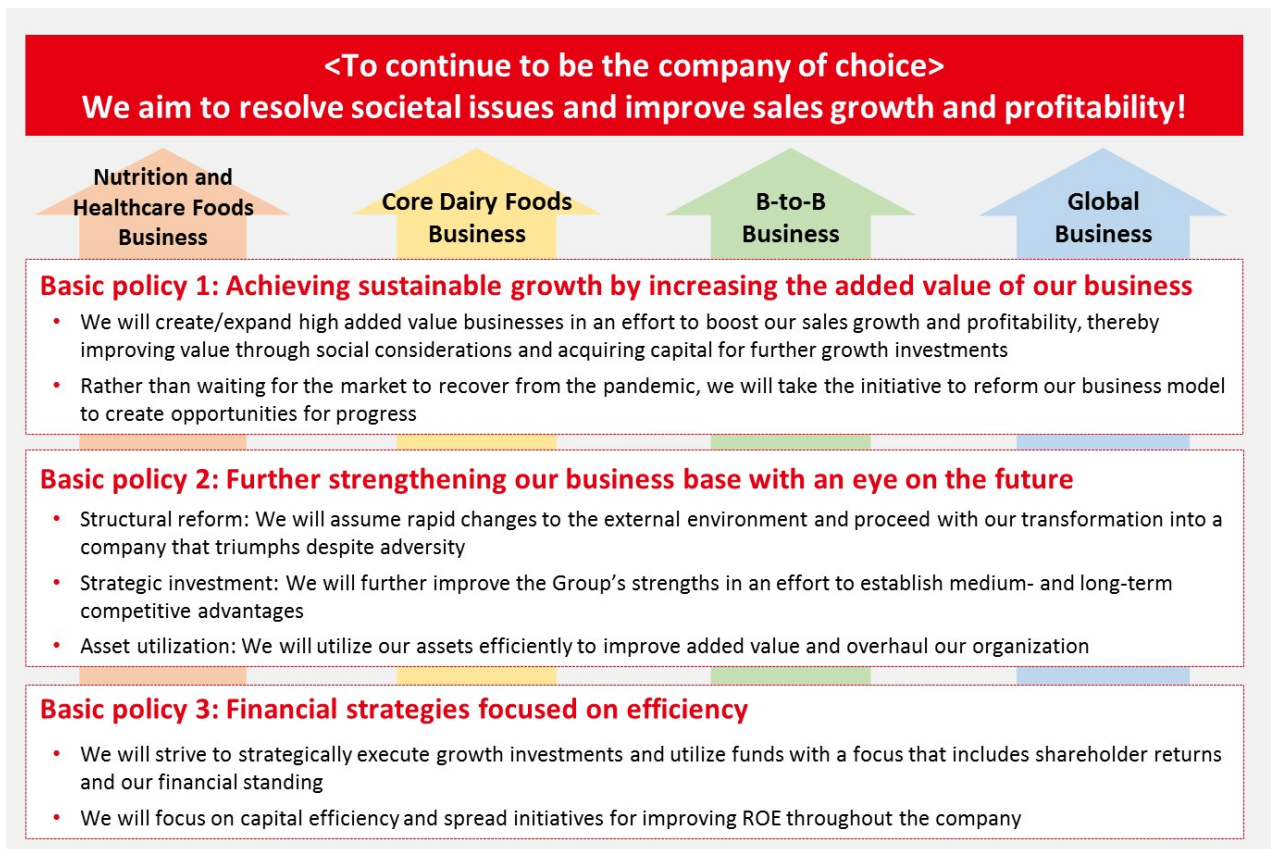 <To continue to be the company of choice>
We aim to resolve societal issues and improve sales growth and profitability!
Nutrition and
Healthcare Foods
Business
Core Dairy Foods
Business
B-to-B
Business
Global
Business
Basic policy 1: Achieving sustainable growth by increasing the added value of our business
• We will create/expand high added value businesses in an effort to boost our sales growth and profitability, thereby
improving value through social considerations and acquiring capital for further growth investments
• Rather than waiting for the market to recover from the pandemic, we will take the initiative to reform our business model
to create opportunities for progress
Basic policy 2: Further strengthening our business base with an eye on the future
• Structural reform: We will assume rapid changes to the external environment and proceed with our transformation into a
company that triumphs despite adversity
• Strategic investment: We will further improve the Group's strengths in an effort to establish medium- and long-term
competitive advantages
• Asset utilization: We will utilize our assets efficiently to improve added value and overhaul our organization
Basic policy 3: Financial strategies focused on efficiency
• We will strive to strategically execute growth investments and utilize funds with a focus that includes shareholder returns
and our financial standing
• We will focus on capital efficiency and spread initiatives for improving ROE throughout the company